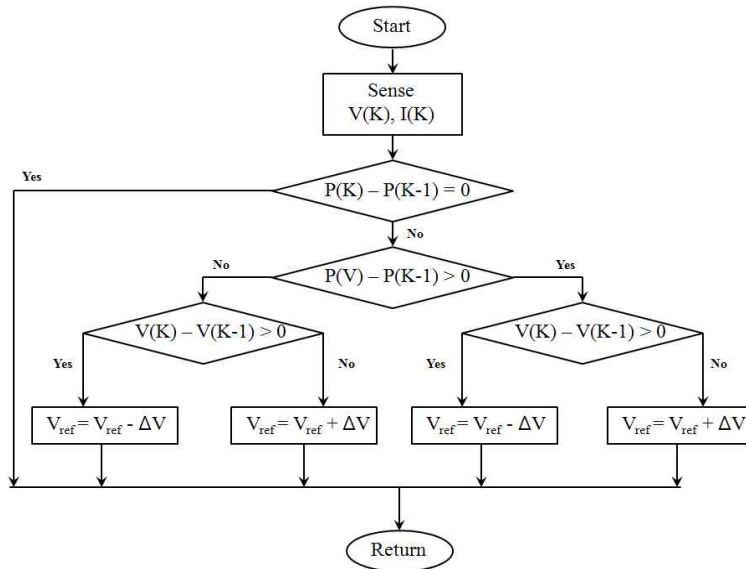 Start
Sense
V(K), I(K)
Yes
P(K) – P(K-1) = 0
No
No
P(V) – P(K-1) > 0
Yes
V(K) – V(K-1) > 0
V(K) – V(K-1) > 0
Yes
No
Yes
No
Vref = Vref - ΔV
Vref = Vref + ΔV
Vref = Vref - ΔV
Vref = Vref + ΔV
Return